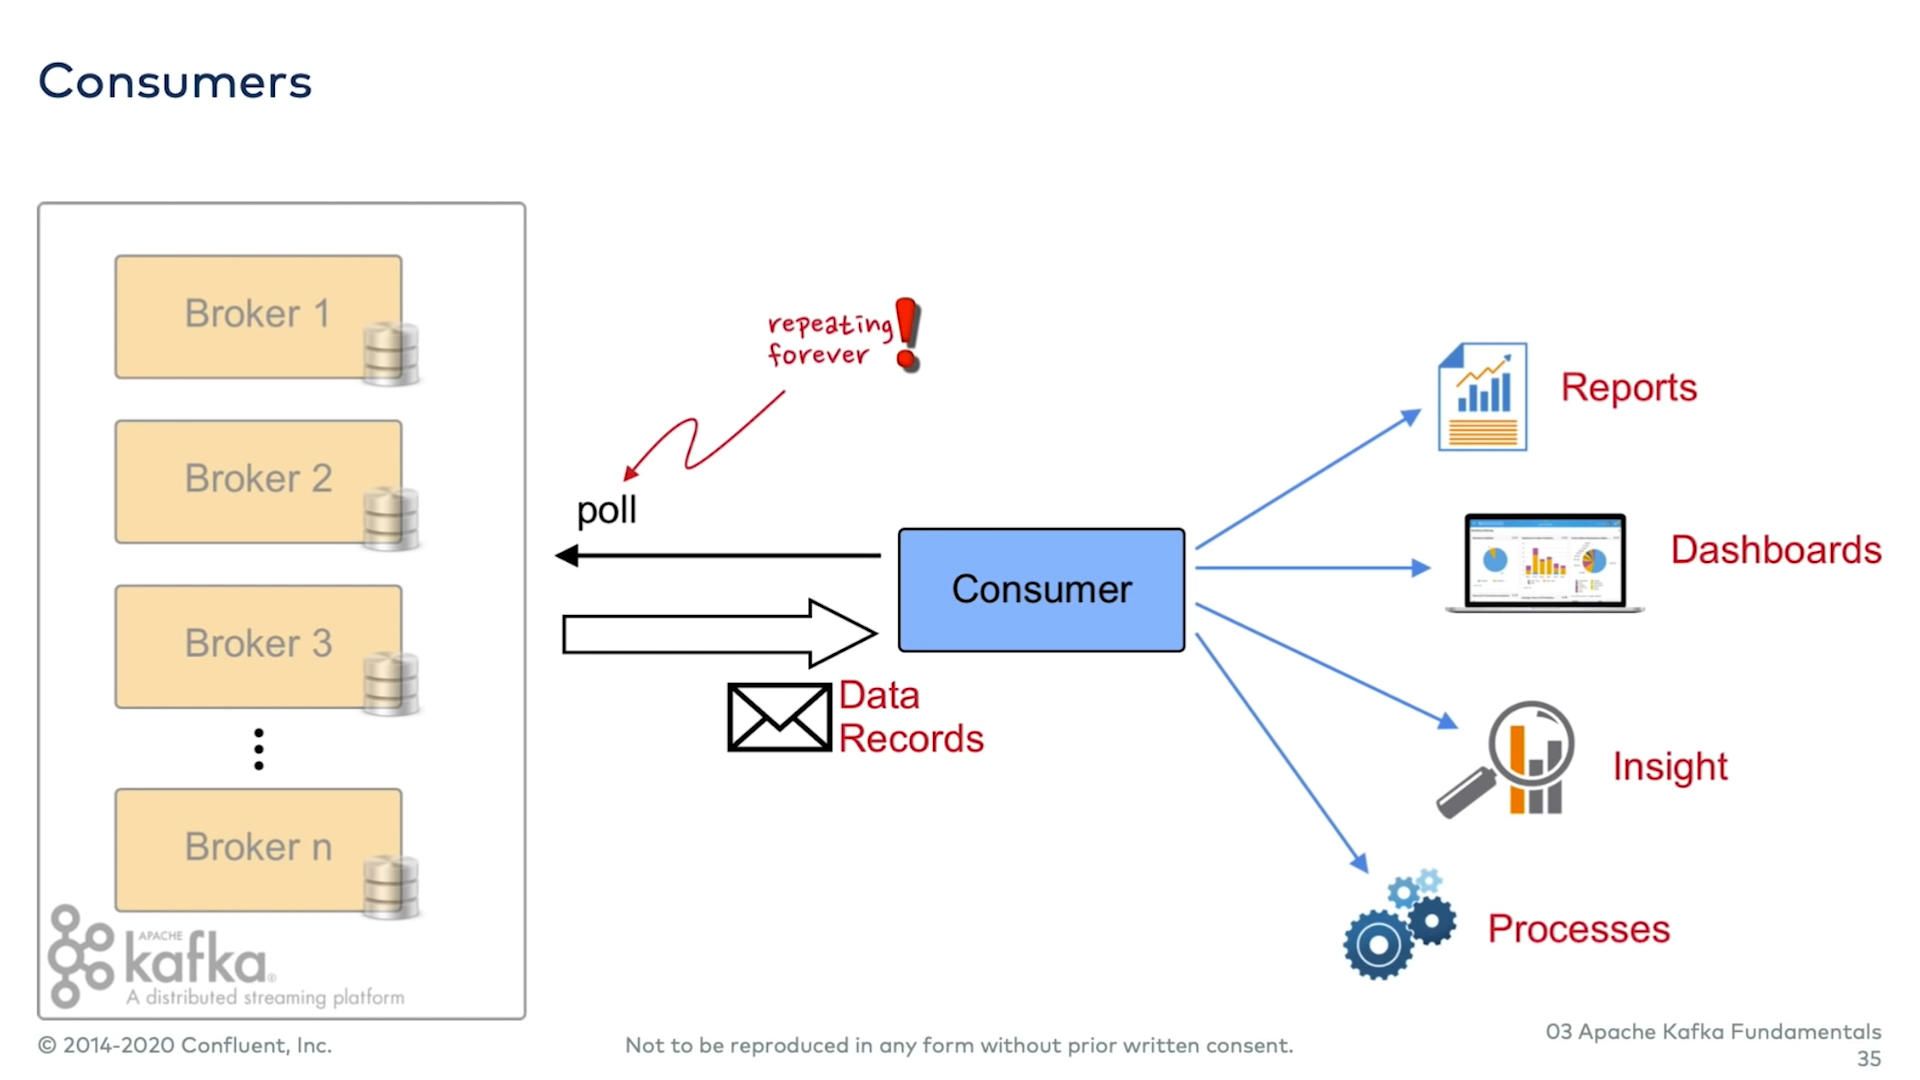 Consumers
Broker 1
Broker 2
Broker 3
Broker n
APACHE
kafka®
A distributed streaming platform
repeating
forever
poll
Consumer
Data
Records
Reports
Dashboards
Insight
Processes
© 2014-2020 Confluent, Inc.
Not to be reproduced in any form without prior written consent.
03 Apache Kafka Fundamentals
35